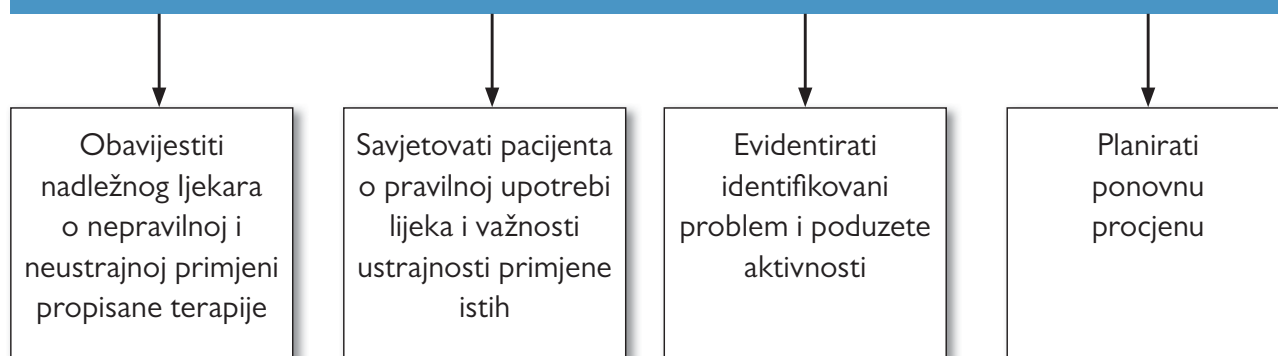 Obavijestiti
nadležnog ljekara
o nepravilnoj i
neustrajnoj primjeni
propisane terapije
Savjetovati pacijenta
o pravilnoj upotrebi
lijeka i važnosti
ustrajnosti primjene
istih
Evidentirati
identifikovani
problem i poduzete
aktivnosti
Planirati
ponovnu
procjenu